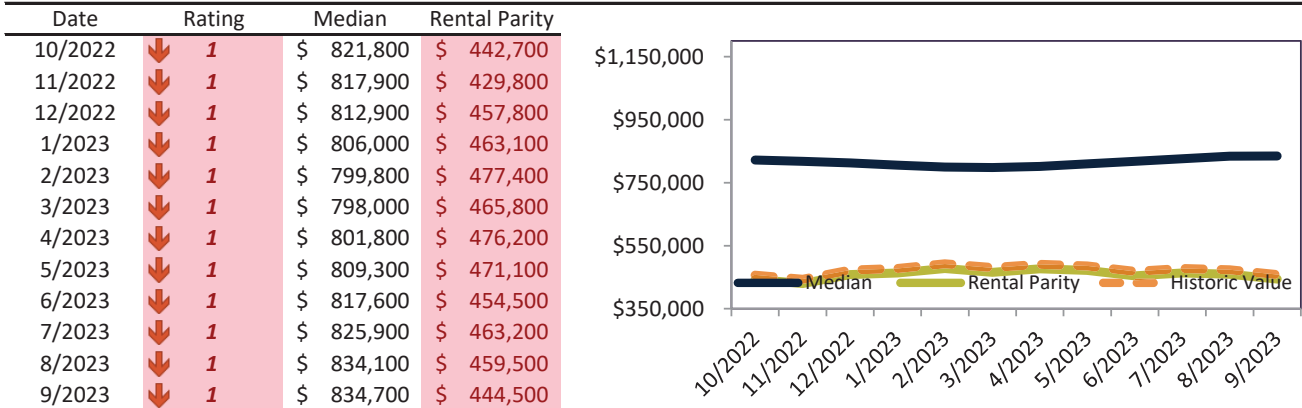 Date Rating Median Rental Parity
10/2022 1 $ 821,800 $ 442,700
11/2022 1 $ 817,900 $ 429,800
12/2022 1 $ 812,900 $ 457,800
1/2023 1 $ 806,000 $ 463,100
2/2023 1 $ 799,800 $ 477,400
3/2023 1 $ 798,000 $ 465,800
4/2023 1 $ 801,800 $ 476,200
5/2023 1 $ 809,300 $ 471,100
6/2023 1 $ 817,600 $ 454,500
7/2023 1 $ 825,900 $ 463,200
8/2023 1 $ 834,100 $ 459,500
9/2023 1 $ 834,700 $ 444,500
$1,150,000
$950,000
$750,000
$550,000
$350,000
Median Rental Parity Historic Value
10/2022 11/2022 12/2022 1/2023 2/2023 3/2023 4/2023 5/2023 6/2023 7/2023 8/2023 9/2023